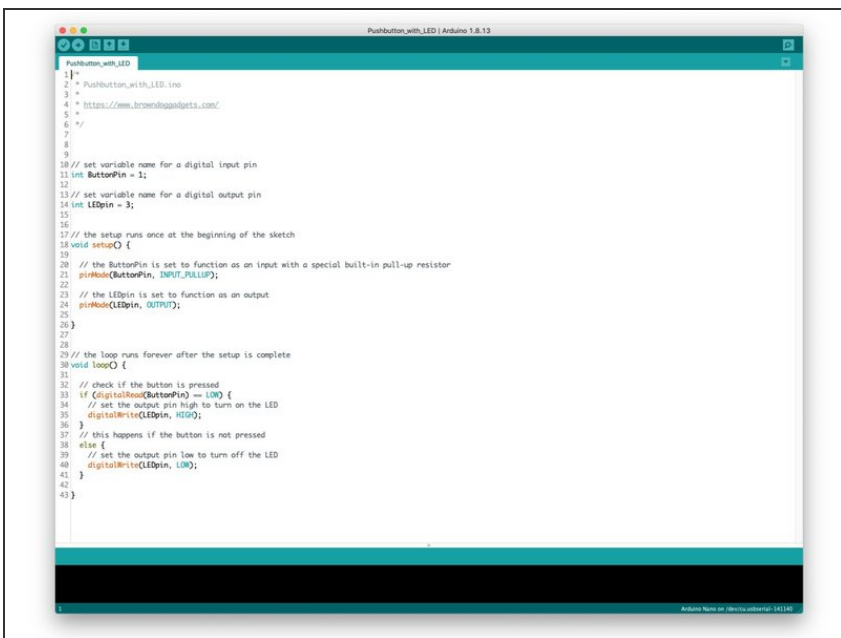 Pushbutton_with_LED | Arduino 1.8.13
Pushbutton_with_LED
1 /*
2  * Pushbutton_with_LED.ino
3  *
4  * https://www.browndoggadgets.com/
5  *
6  */
7
8
9
10 // set variable name for a digital input pin
11 int ButtonPin = 1;
12
13 // set variable name for a digital output pin
14 int LEDpin = 3;
15
16
17 // the setup runs once at the beginning of the sketch
18 void setup() {
19
20   // the ButtonPin is set to function as an input with a special built-in pull-up resistor
21   pinMode(ButtonPin, INPUT_PULLUP);
22
23   // the LEDpin is set to function as an output
24   pinMode(LEDpin, OUTPUT);
25
26 }
27
28
29 // the loop runs forever after the setup is complete
30 void loop() {
31
32   // check if the button is pressed
33   if (digitalRead(ButtonPin) == LOW) {
34     // set the output pin high to turn on the LED
35     digitalWrite(LEDpin, HIGH);
36   }
37   // this happens if the button is not pressed
38   else {
39     // set the output pin low to turn off the LED
40     digitalWrite(LEDpin, LOW);
41   }
42
43 }
1 Arduino Nano on /dev/cu.usbserial-141140